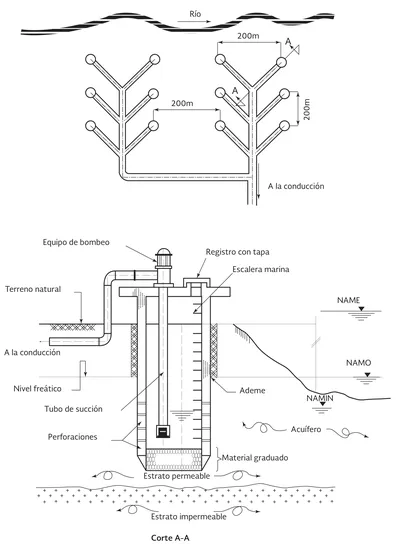 Río
200m
A
A
200m
200m
A la conducción
Equipo de bombeo
Registro con tapa
Escalera marina
Terreno natural
NAME
A la conducción
NAMO
Nivel freático
Ademe
NAMIN
Tubo de succión
Acuífero
Perforaciones
Material graduado
Estrato permeable
Estrato impermeable
Corte A-A